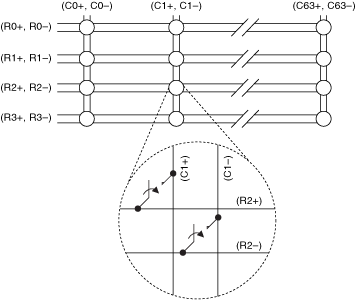 (C0+, C0–) (C1+, C1–) (C63+, C63–)
(R0+, R0–)
(R1+, R1–)
(R2+, R2–)
(R3+, R3–)
(C1+)
(C1–)
(R2+)
(R2–)